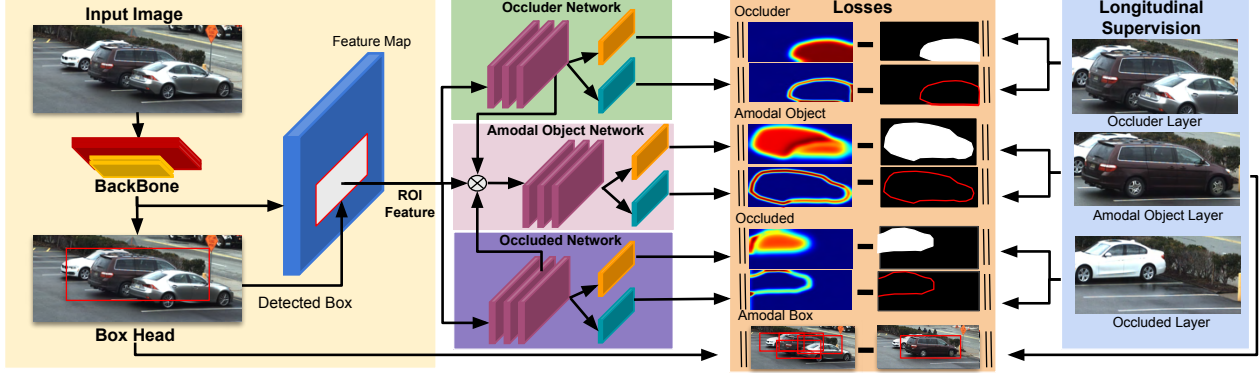 Input Image
BackBone
Box Head
Feature Map
Detected Box
ROI
Feature
Occluder Network
Amodal Object Network
Occluded Network
Losses
Occluder
Amodal Object
Occluded
Amodal Box
Longitudinal
Supervision
Occluder Layer
Amodal Object Layer
Occluded Layer